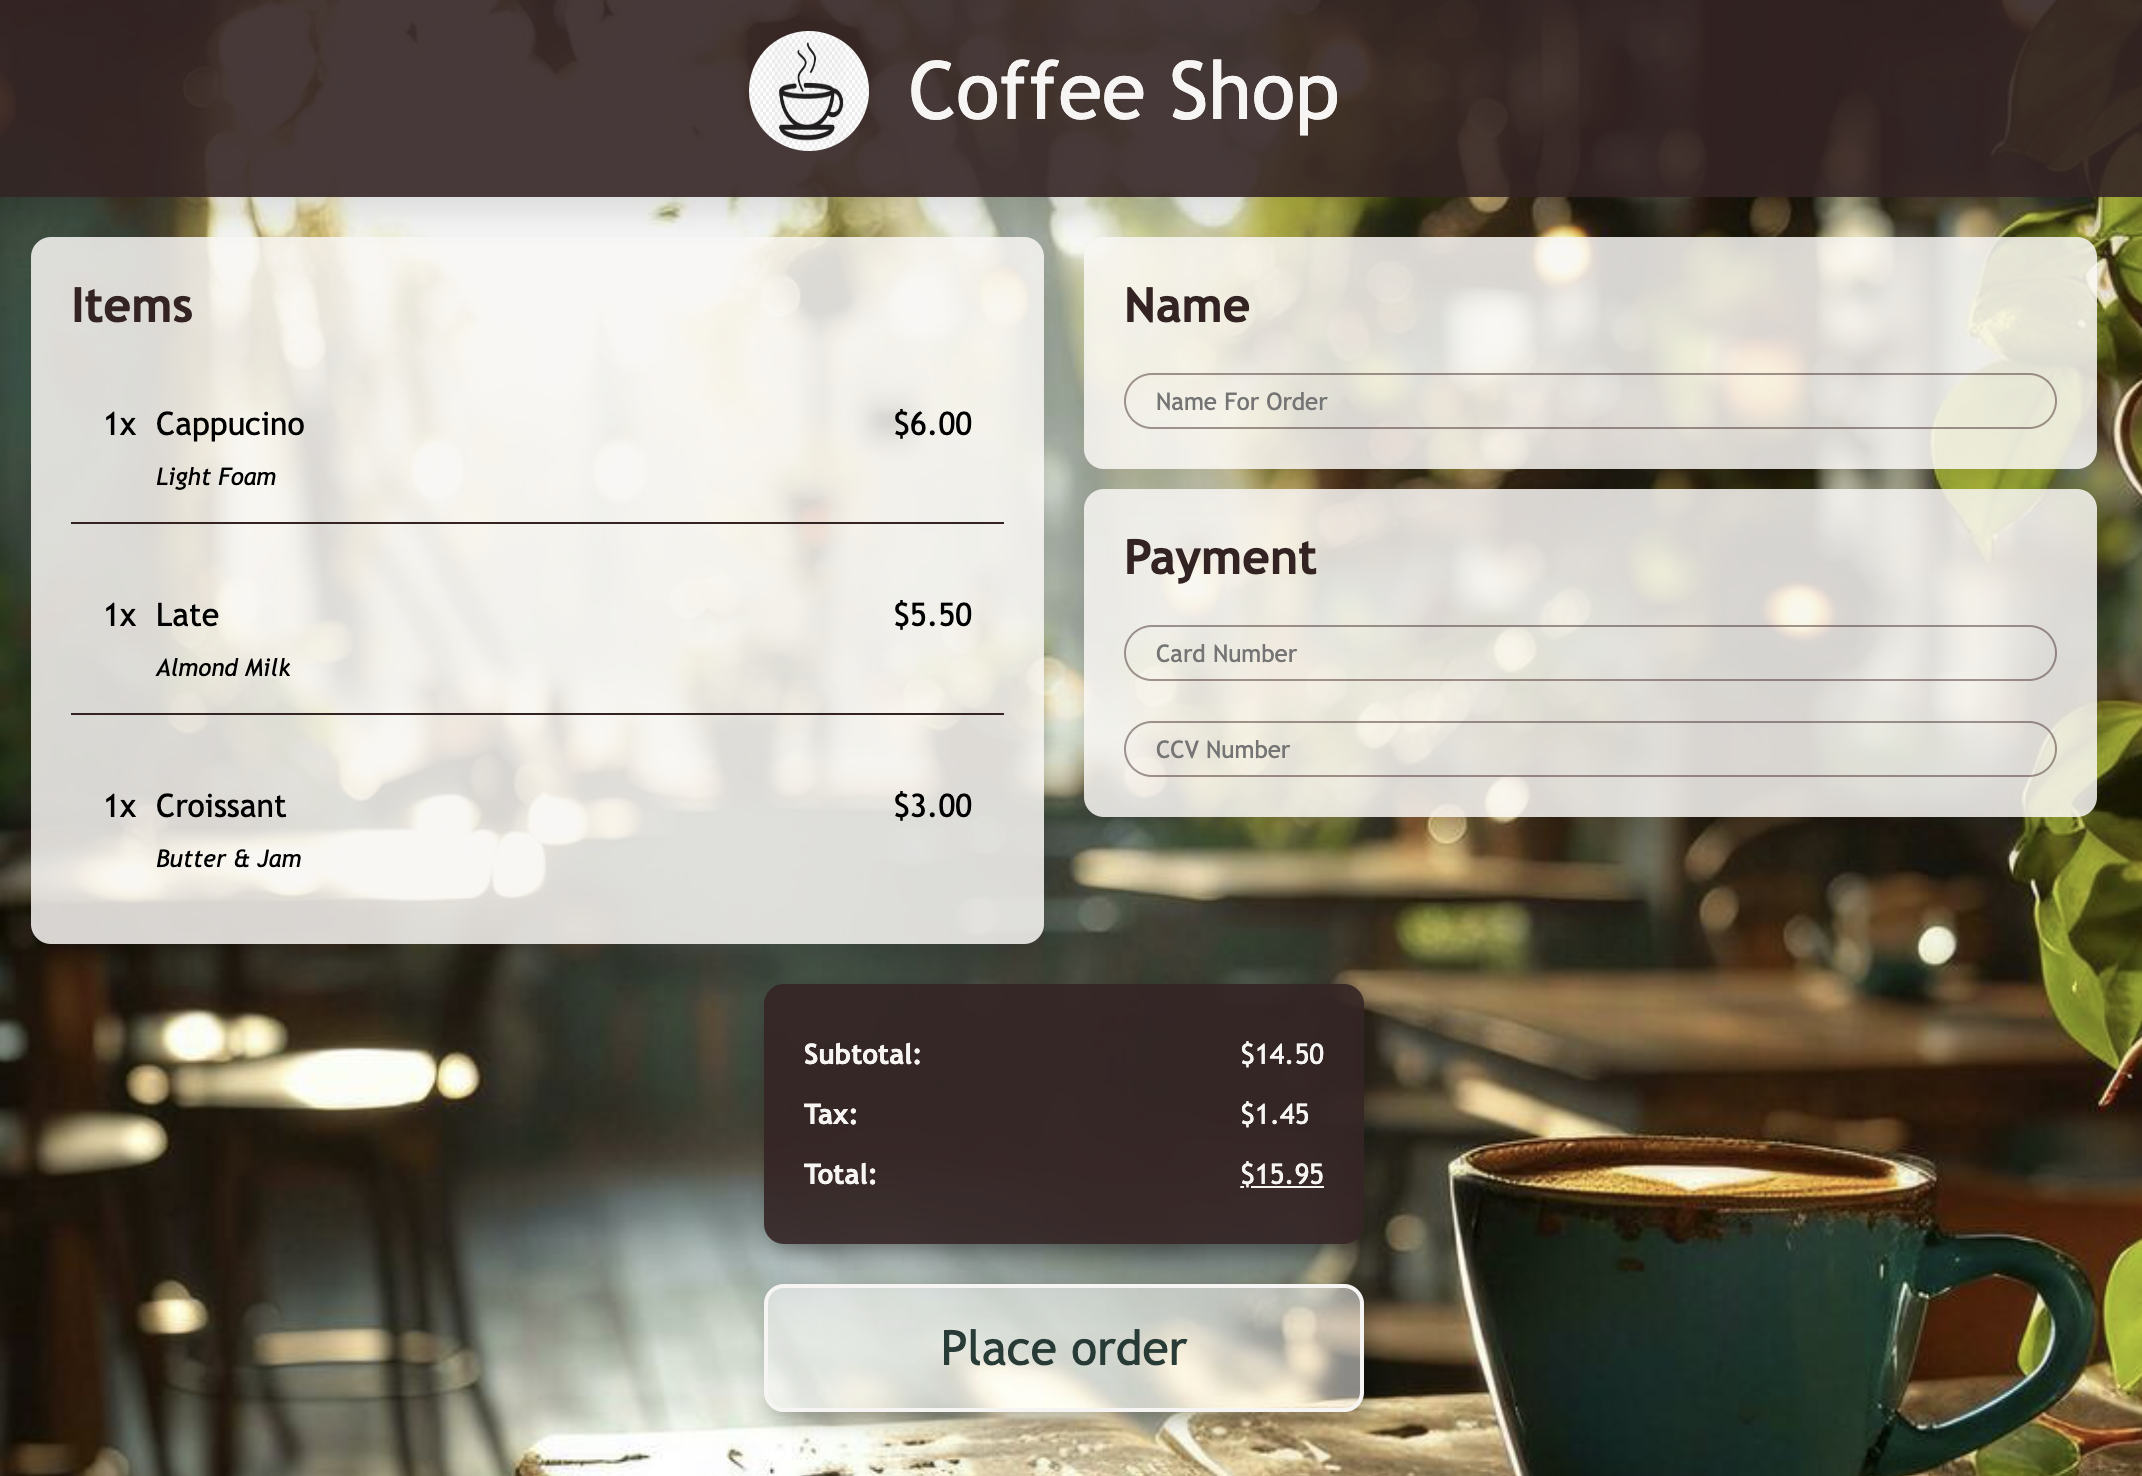 Coffee Shop
Items
1x Cappucino $6.00
Light Foam
1x Late $5.50
Almond Milk
1x Croissant $3.00
Butter & Jam
Name
Name For Order
Payment
Card Number
CCV Number
Subtotal: $14.50
Tax: $1.45
Total: $15.95
Place order